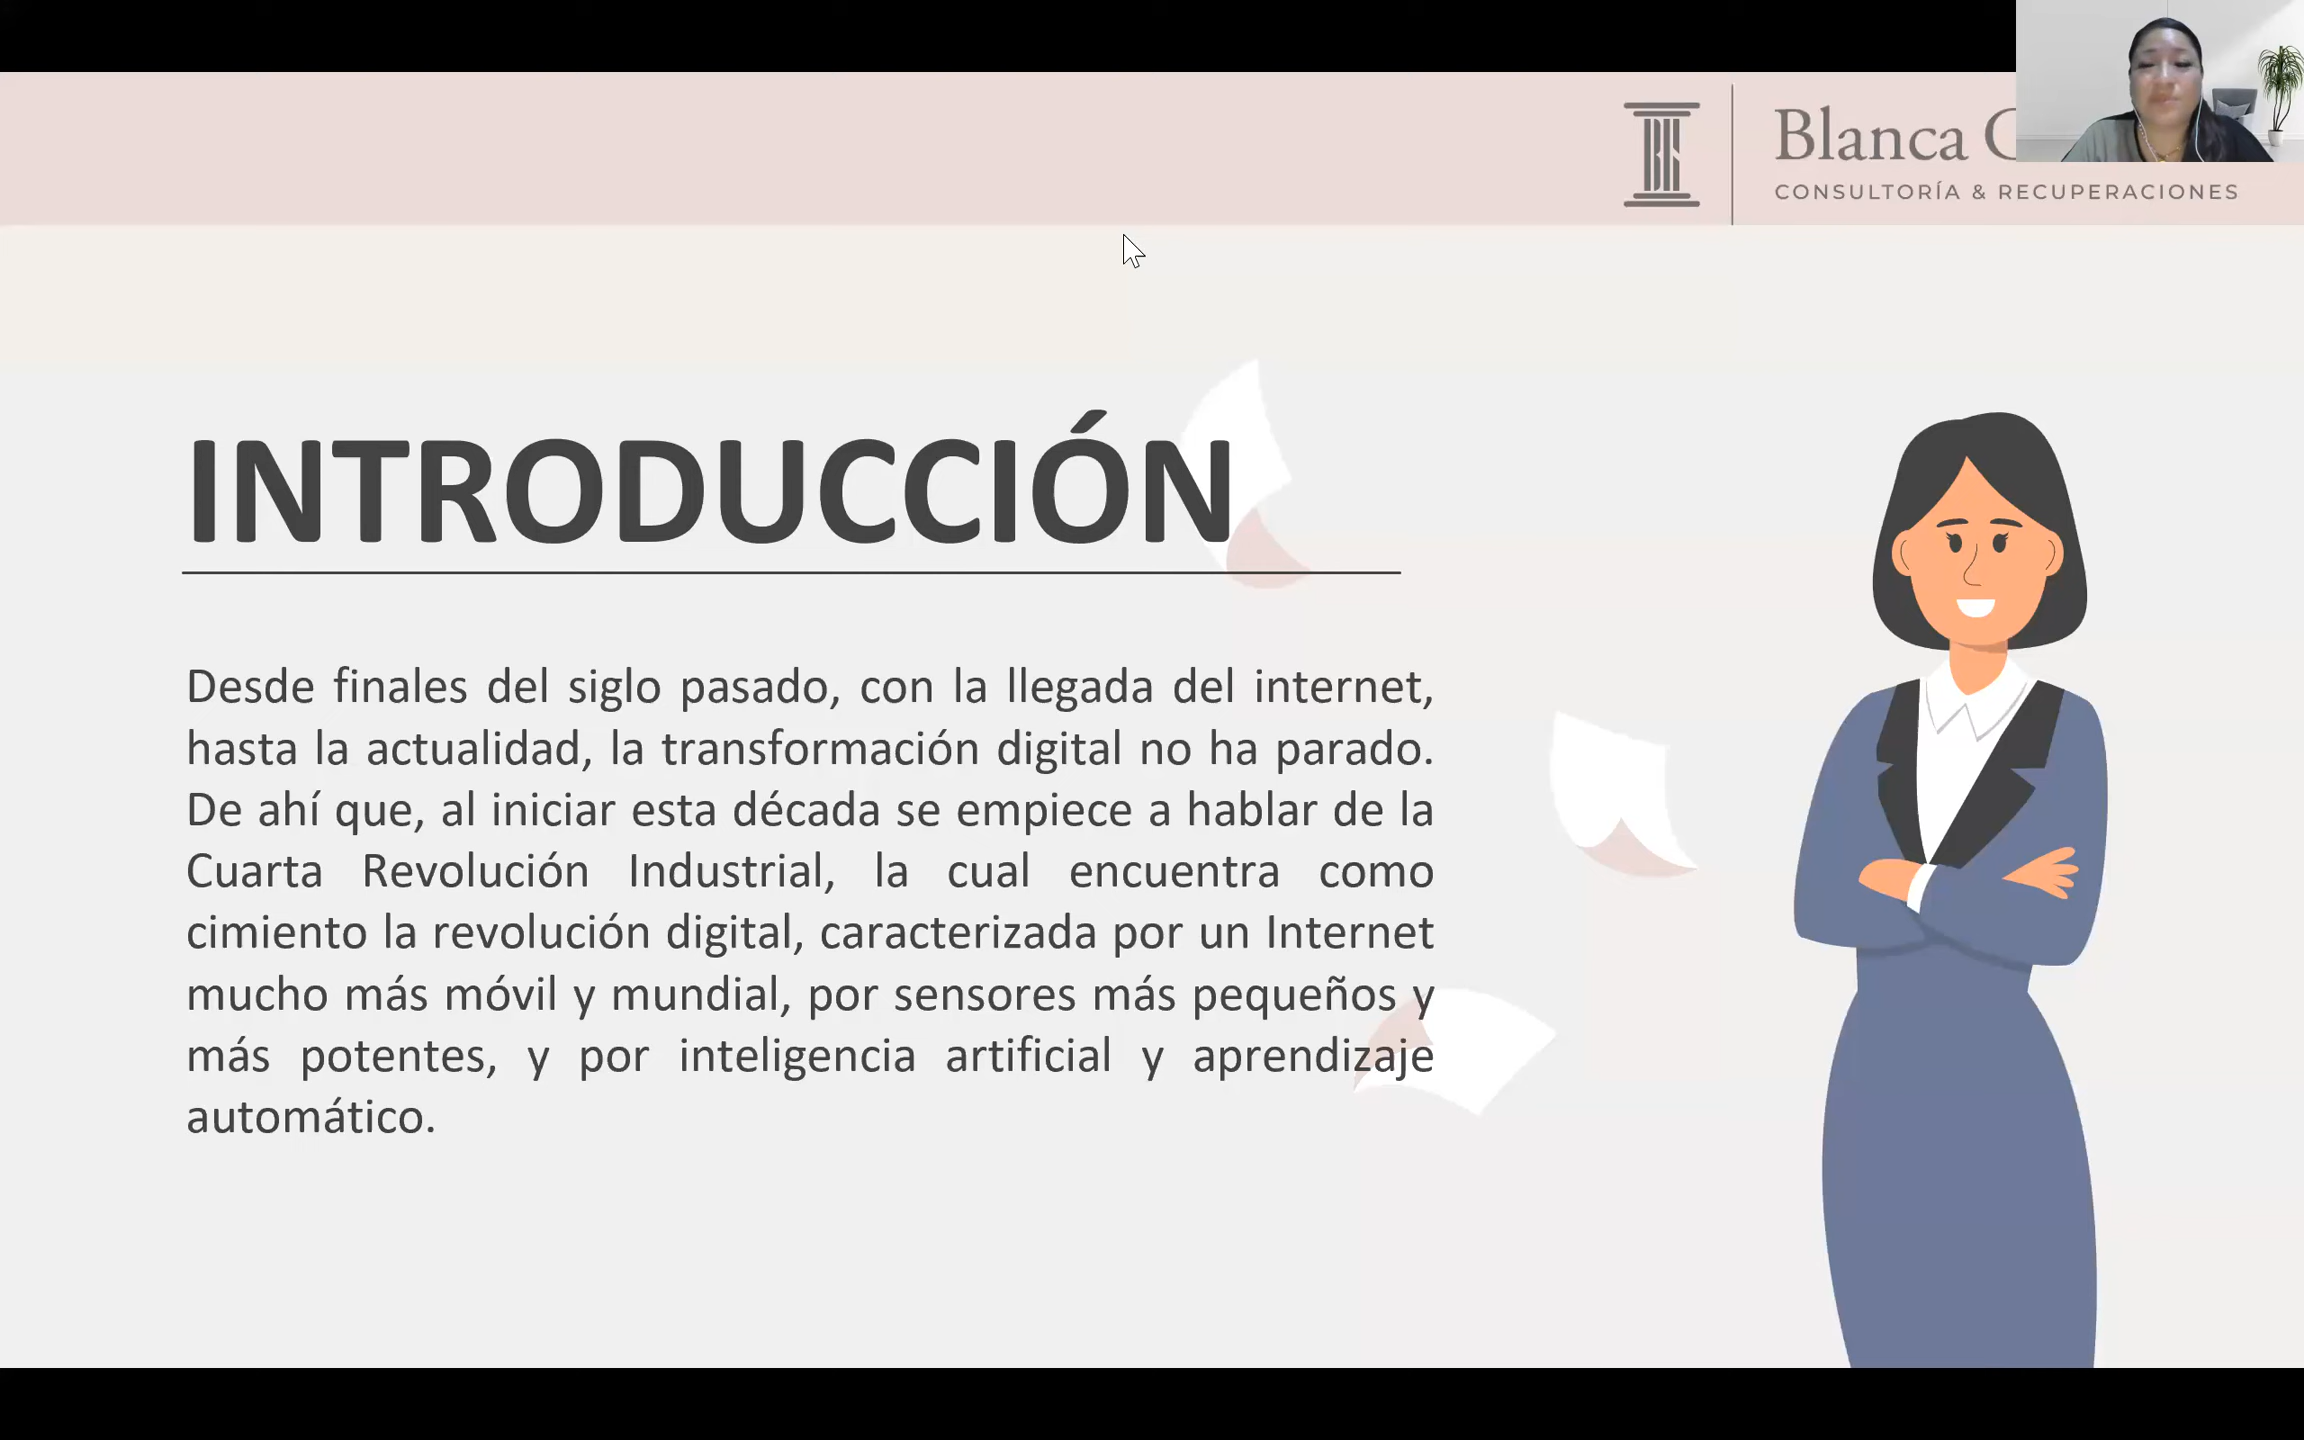 Blanca
CONSULTORÍA & RECUPERACIONES
INTRODUCCIÓN
Desde finales del siglo pasado, con la llegada del internet,
hasta la actualidad, la transformación digital no ha parado.
De ahí que, al iniciar esta década se empiece a hablar de la
Cuarta Revolución Industrial, la cual encuentra como
cimiento la revolución digital, caracterizada por un Internet
mucho más móvil y mundial, por sensores más pequeños y
más potentes, y por inteligencia artificial y aprendizaje
automático.